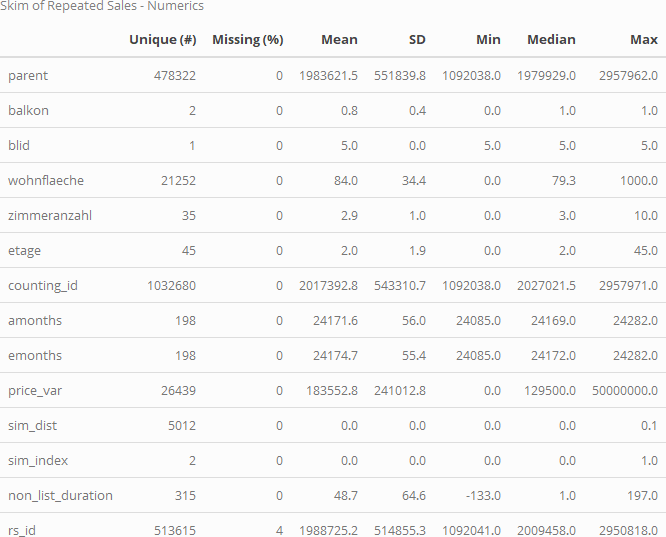 Skim of Repeated Sales - Numerics
Unique (#) Missing (%) Mean SD Min Median Max
parent 478322 0 1983621.5 551839.8 1092038.0 1979929.0 2957962.0
balkon 2 0 0.8 0.4 0.0 1.0 1.0
blid 1 0 5.0 0.0 5.0 5.0 5.0
wohnflaeche 21252 0 84.0 34.4 0.0 79.3 1000.0
zimmeranzahl 35 0 2.9 1.0 0.0 3.0 10.0
etage 45 0 2.0 1.9 0.0 2.0 45.0
counting_id 1032680 0 2017392.8 543310.7 1092038.0 2027021.5 2957971.0
amonths 198 0 24171.6 56.0 24085.0 24169.0 24282.0
emonths 198 0 24174.7 55.4 24085.0 24172.0 24282.0
price_var 26439 0 183552.8 241012.8 0.0 129500.0 50000000.0
sim_dist 5012 0 0.0 0.0 0.0 0.0 0.1
sim_index 2 0 0.0 0.0 0.0 0.0 1.0
non_list_duration 315 0 48.7 64.6 -133.0 1.0 197.0
rs_id 513615 4 1988725.2 514855.3 1092041.0 2009458.0 2950818.0